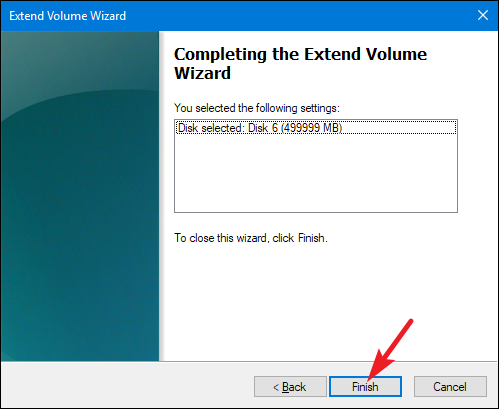 Extend Volume Wizard
Completing the Extend Volume
Wizard
You selected the following settings:
Disk selected: Disk 6 (499999 MB)
To close this wizard, click Finish.
< Back
Finish
Cancel